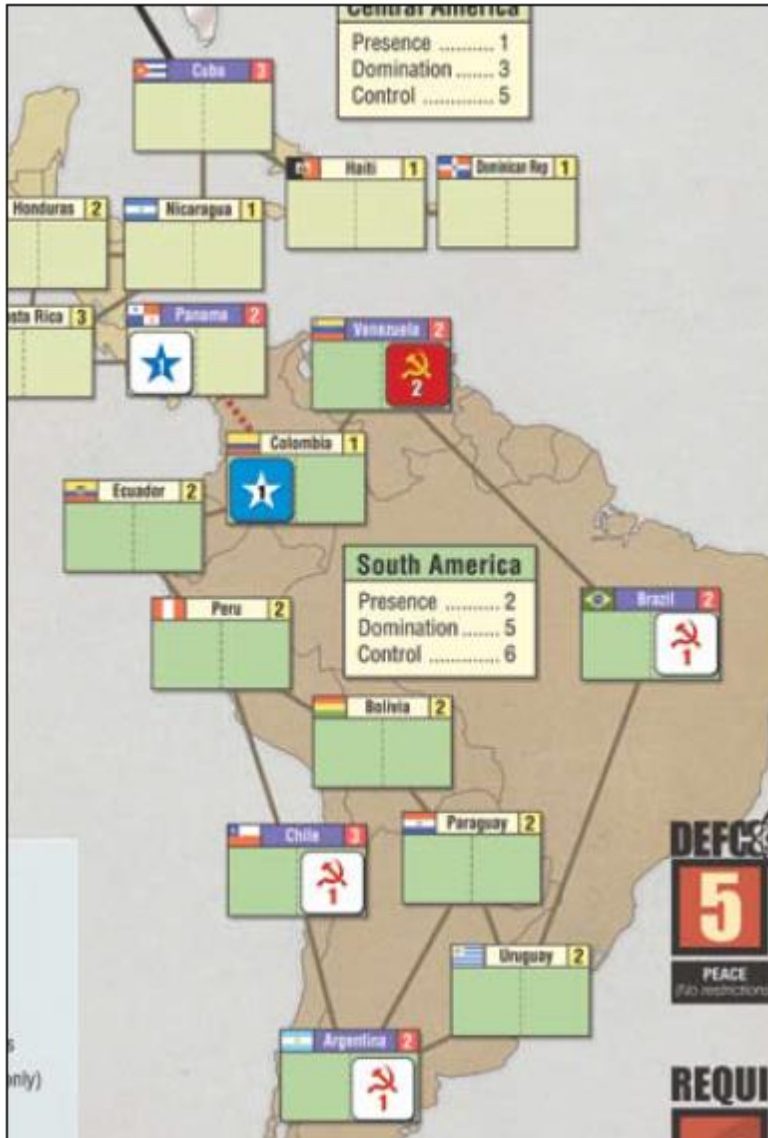 Central America
Presence .......... 1
Domination ....... 3
Control ............. 5
Cuba 3
Haiti 1
Dominican Rep 1
Honduras 2
Nicaragua 1
sta Rica 3
Panama 2
1
Venezuela 2
2
Colombia 1
1
Ecuador 2
South America
Presence .......... 2
Domination ....... 5
Control ............. 6
Peru 2
Brazil 2
1
Bolivia 2
Chile 3
1
Paraguay 2
DEFC
5
PEACE
(No restrictions
Uruguay 2
Argentina 2
1
s
only)
REQUI